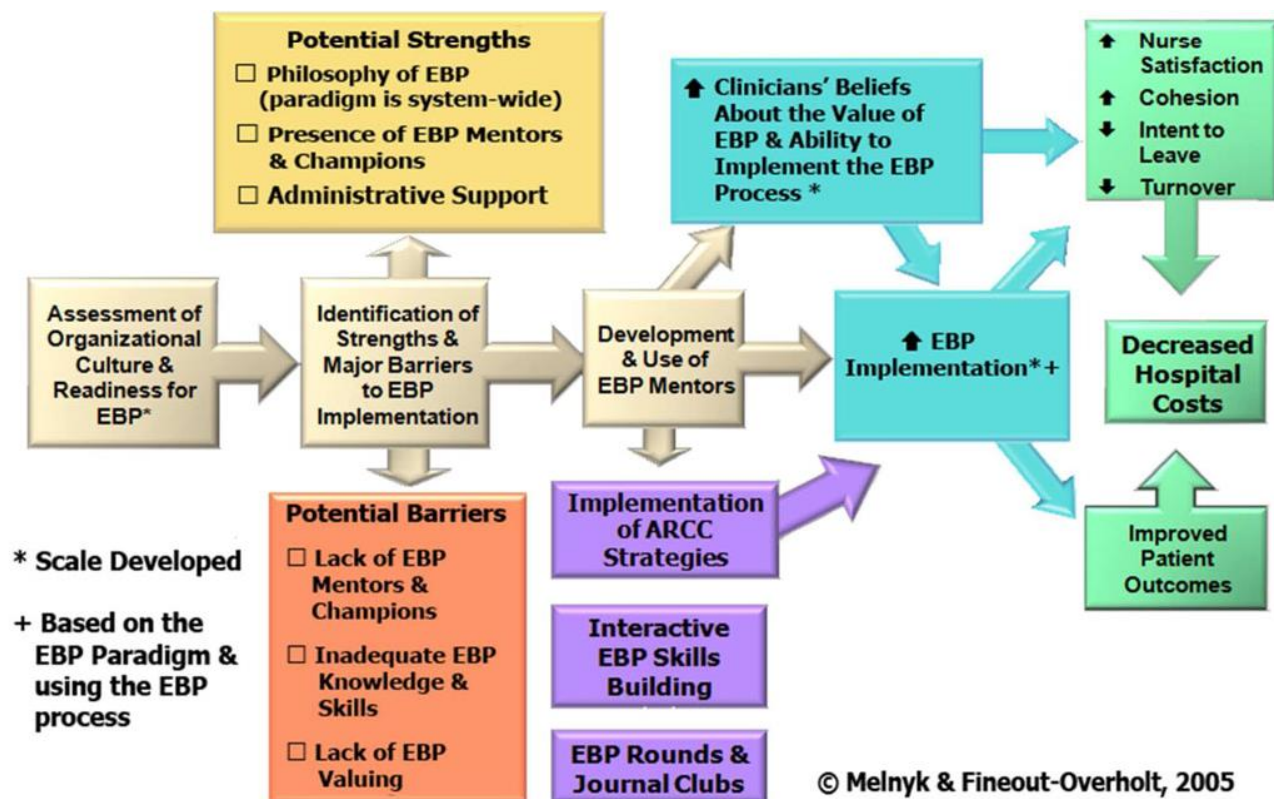 Potential Strengths
☐ Philosophy of EBP
(paradigm is system-wide)
☐ Presence of EBP Mentors
& Champions
☐ Administrative Support
⬆ Clinicians' Beliefs
About the Value of
EBP & Ability to
Implement the EBP
Process *
⬆ Nurse
Satisfaction
⬆ Cohesion
⬇ Intent to
Leave
⬇ Turnover
Assessment of
Organizational
Culture &
Readiness for
EBP*
Identification of
Strengths &
Major Barriers
to EBP
Implementation
Development
& Use of
EBP Mentors
⬆ EBP
Implementation*+
Decreased
Hospital
Costs
Potential Barriers
☐ Lack of EBP
Mentors &
Champions
☐ Inadequate EBP
Knowledge &
Skills
☐ Lack of EBP
Valuing
Implementation
of ARCC
Strategies
Interactive
EBP Skills
Building
EBP Rounds &
Journal Clubs
Improved
Patient
Outcomes
* Scale Developed
+ Based on the
EBP Paradigm &
using the EBP
process
© Melnyk & Fineout-Overholt, 2005